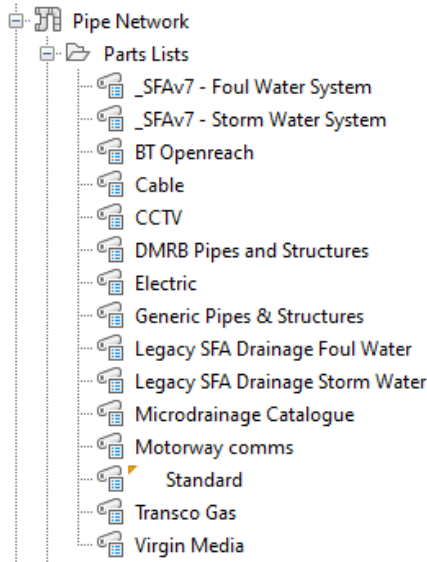 Pipe Network
Parts Lists
_SFAv7 - Foul Water System
_SFAv7 - Storm Water System
BT Openreach
Cable
CCTV
DMRB Pipes and Structures
Electric
Generic Pipes & Structures
Legacy SFA Drainage Foul Water
Legacy SFA Drainage Storm Water
Microdrainage Catalogue
Motorway comms
Standard
Transco Gas
Virgin Media